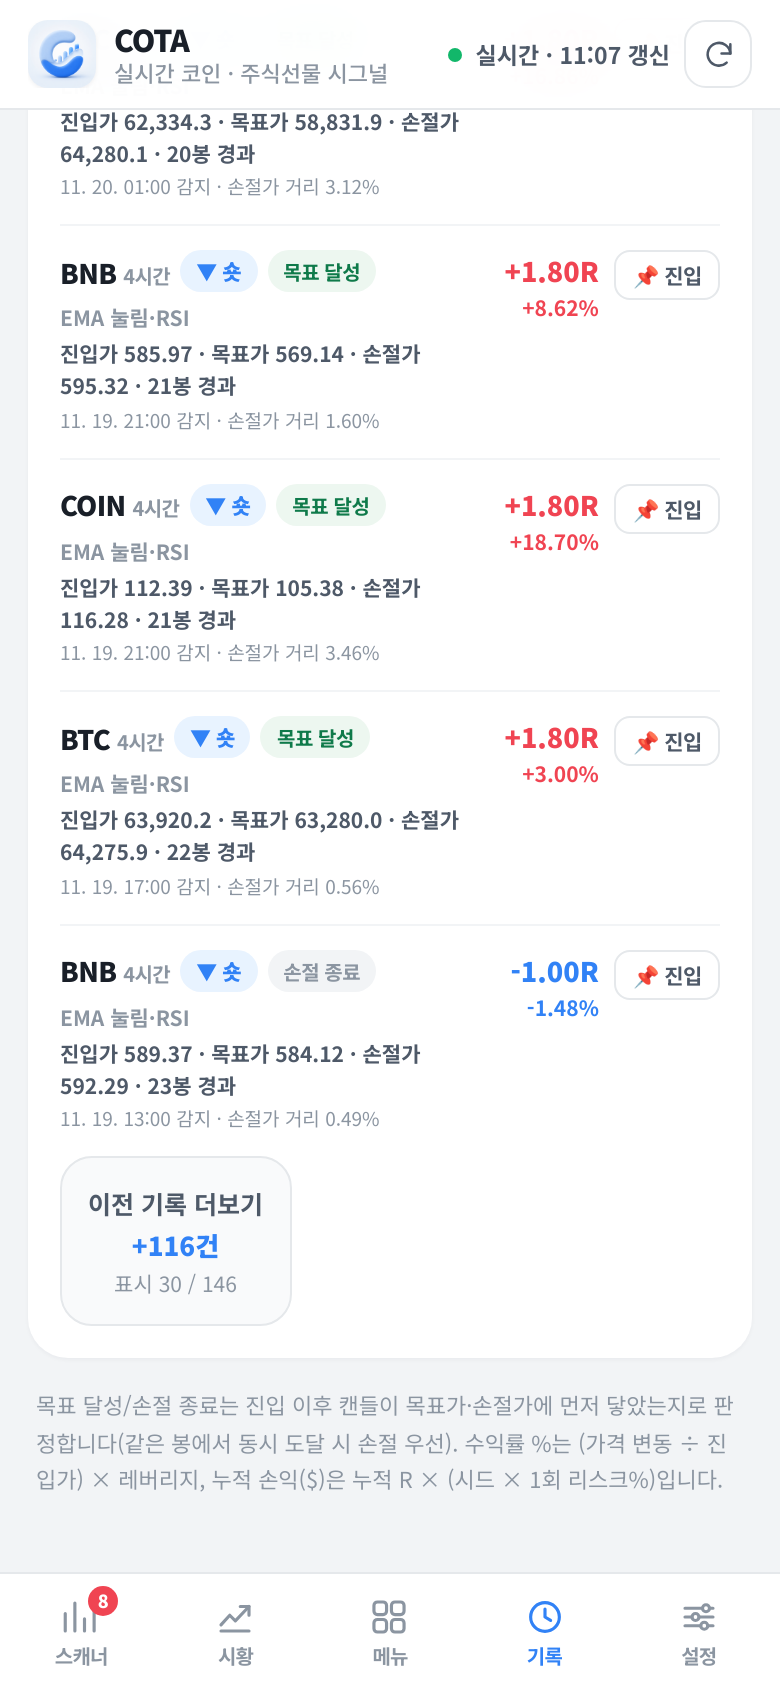 COTA
실시간 코인 · 주식선물 시그널
실시간 · 11:07 갱신
진입가 62,334.3 · 목표가 58,831.9 · 손절가
64,280.1 · 20봉 경과
11. 20. 01:00 감지 · 손절가 거리 3.12%
BNB 4시간 ▼ 숏 목표 달성 +1.80R 📌 진입
+8.62%
EMA 눌림·RSI
진입가 585.97 · 목표가 569.14 · 손절가
595.32 · 21봉 경과
11. 19. 21:00 감지 · 손절가 거리 1.60%
COIN 4시간 ▼ 숏 목표 달성 +1.80R 📌 진입
+18.70%
EMA 눌림·RSI
진입가 112.39 · 목표가 105.38 · 손절가
116.28 · 21봉 경과
11. 19. 21:00 감지 · 손절가 거리 3.46%
BTC 4시간 ▼ 숏 목표 달성 +1.80R 📌 진입
+3.00%
EMA 눌림·RSI
진입가 63,920.2 · 목표가 63,280.0 · 손절가
64,275.9 · 22봉 경과
11. 19. 17:00 감지 · 손절가 거리 0.56%
BNB 4시간 ▼ 숏 손절 종료 -1.00R 📌 진입
-1.48%
EMA 눌림·RSI
진입가 589.37 · 목표가 584.12 · 손절가
592.29 · 23봉 경과
11. 19. 13:00 감지 · 손절가 거리 0.49%
이전 기록 더보기
+116건
표시 30 / 146
목표 달성/손절 종료는 진입 이후 캔들이 목표가·손절가에 먼저 닿았는지로 판
정합니다(같은 봉에서 동시 도달 시 손절 우선). 수익률 %는 (가격 변동 ÷ 진
입가) × 레버리지, 누적 손익($)은 누적 R × (시드 × 1회 리스크%)입니다.
8
스캐너 시황 메뉴 기록 설정